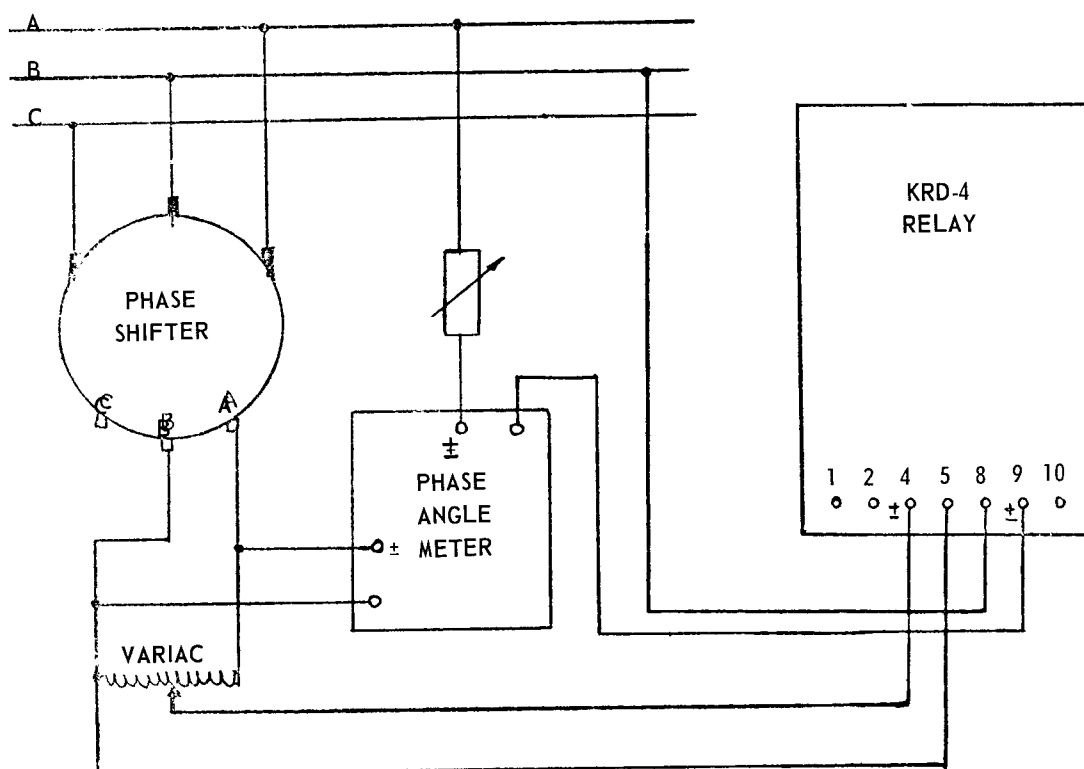 A
B
C
KRD-4
RELAY
PHASE
SHIFTER
C
B
A
±
PHASE
ANGLE
METER
±
1 2 4 5 8 9 10
± ±
VARIAC